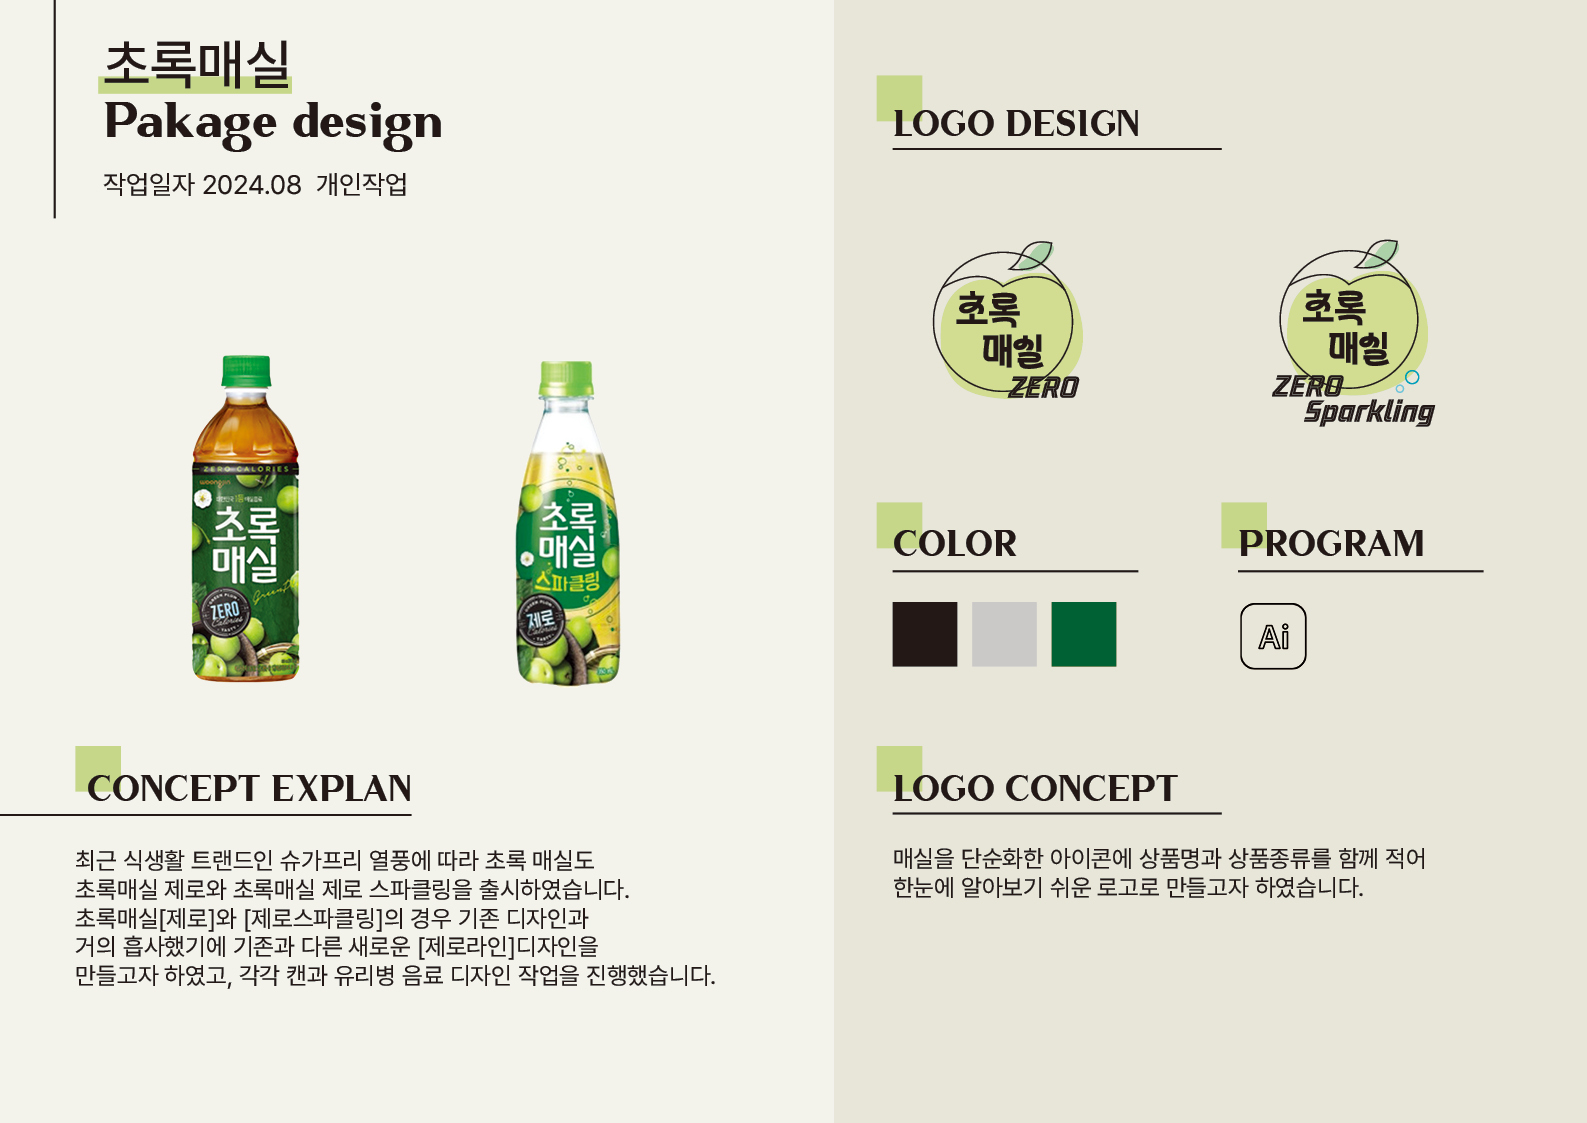 초록매실
Pakage design
작업일자 2024.08 개인작업
ZERO CALORIES
woongjin
초록
매실
ZERO
Calories
초록
매실
스파클링
제로
Calories
CONCEPT EXPLAN
최근 식생활 트랜드인 슈가프리 열풍에 따라 초록 매실도
초록매실 제로와 초록매실 제로 스파클링을 출시하였습니다.
초록매실[제로]와 [제로스파클링]의 경우 기존 디자인과
거의 흡사했기에 기존과 다른 새로운 [제로라인]디자인을
만들고자 하였고, 각각 캔과 유리병 음료 디자인 작업을 진행했습니다.
LOGO DESIGN
초록
매실
ZERO
초록
매실
ZERO
Sparkling
COLOR
PROGRAM
Ai
LOGO CONCEPT
매실을 단순화한 아이콘에 상품명과 상품종류를 함께 적어
한눈에 알아보기 쉬운 로고로 만들고자 하였습니다.